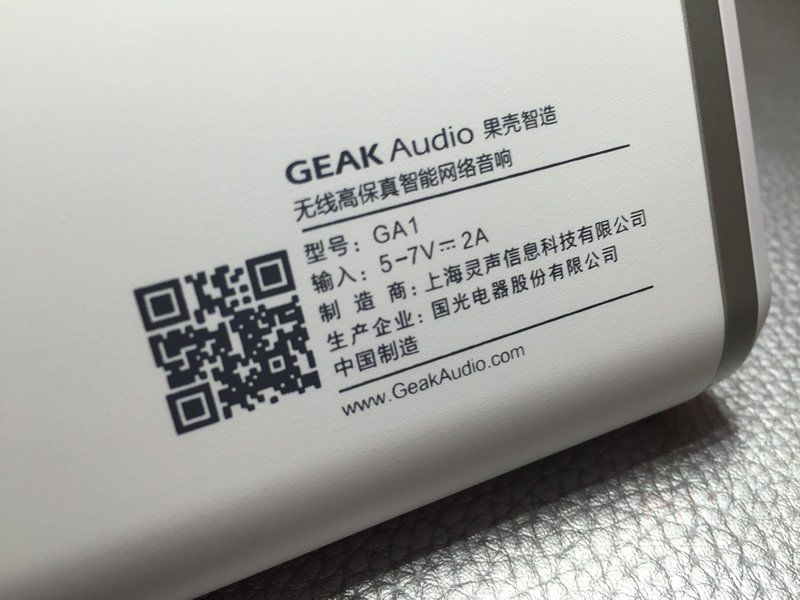 GEAK Audio 果壳智造
无线高保真智能网络音响
型号：GA1
输入：5-7V⎓2A
制 造 商：上海灵声信息科技有限公司
生产企业：国光电器股份有限公司
中国制造
www.GeakAudio.com